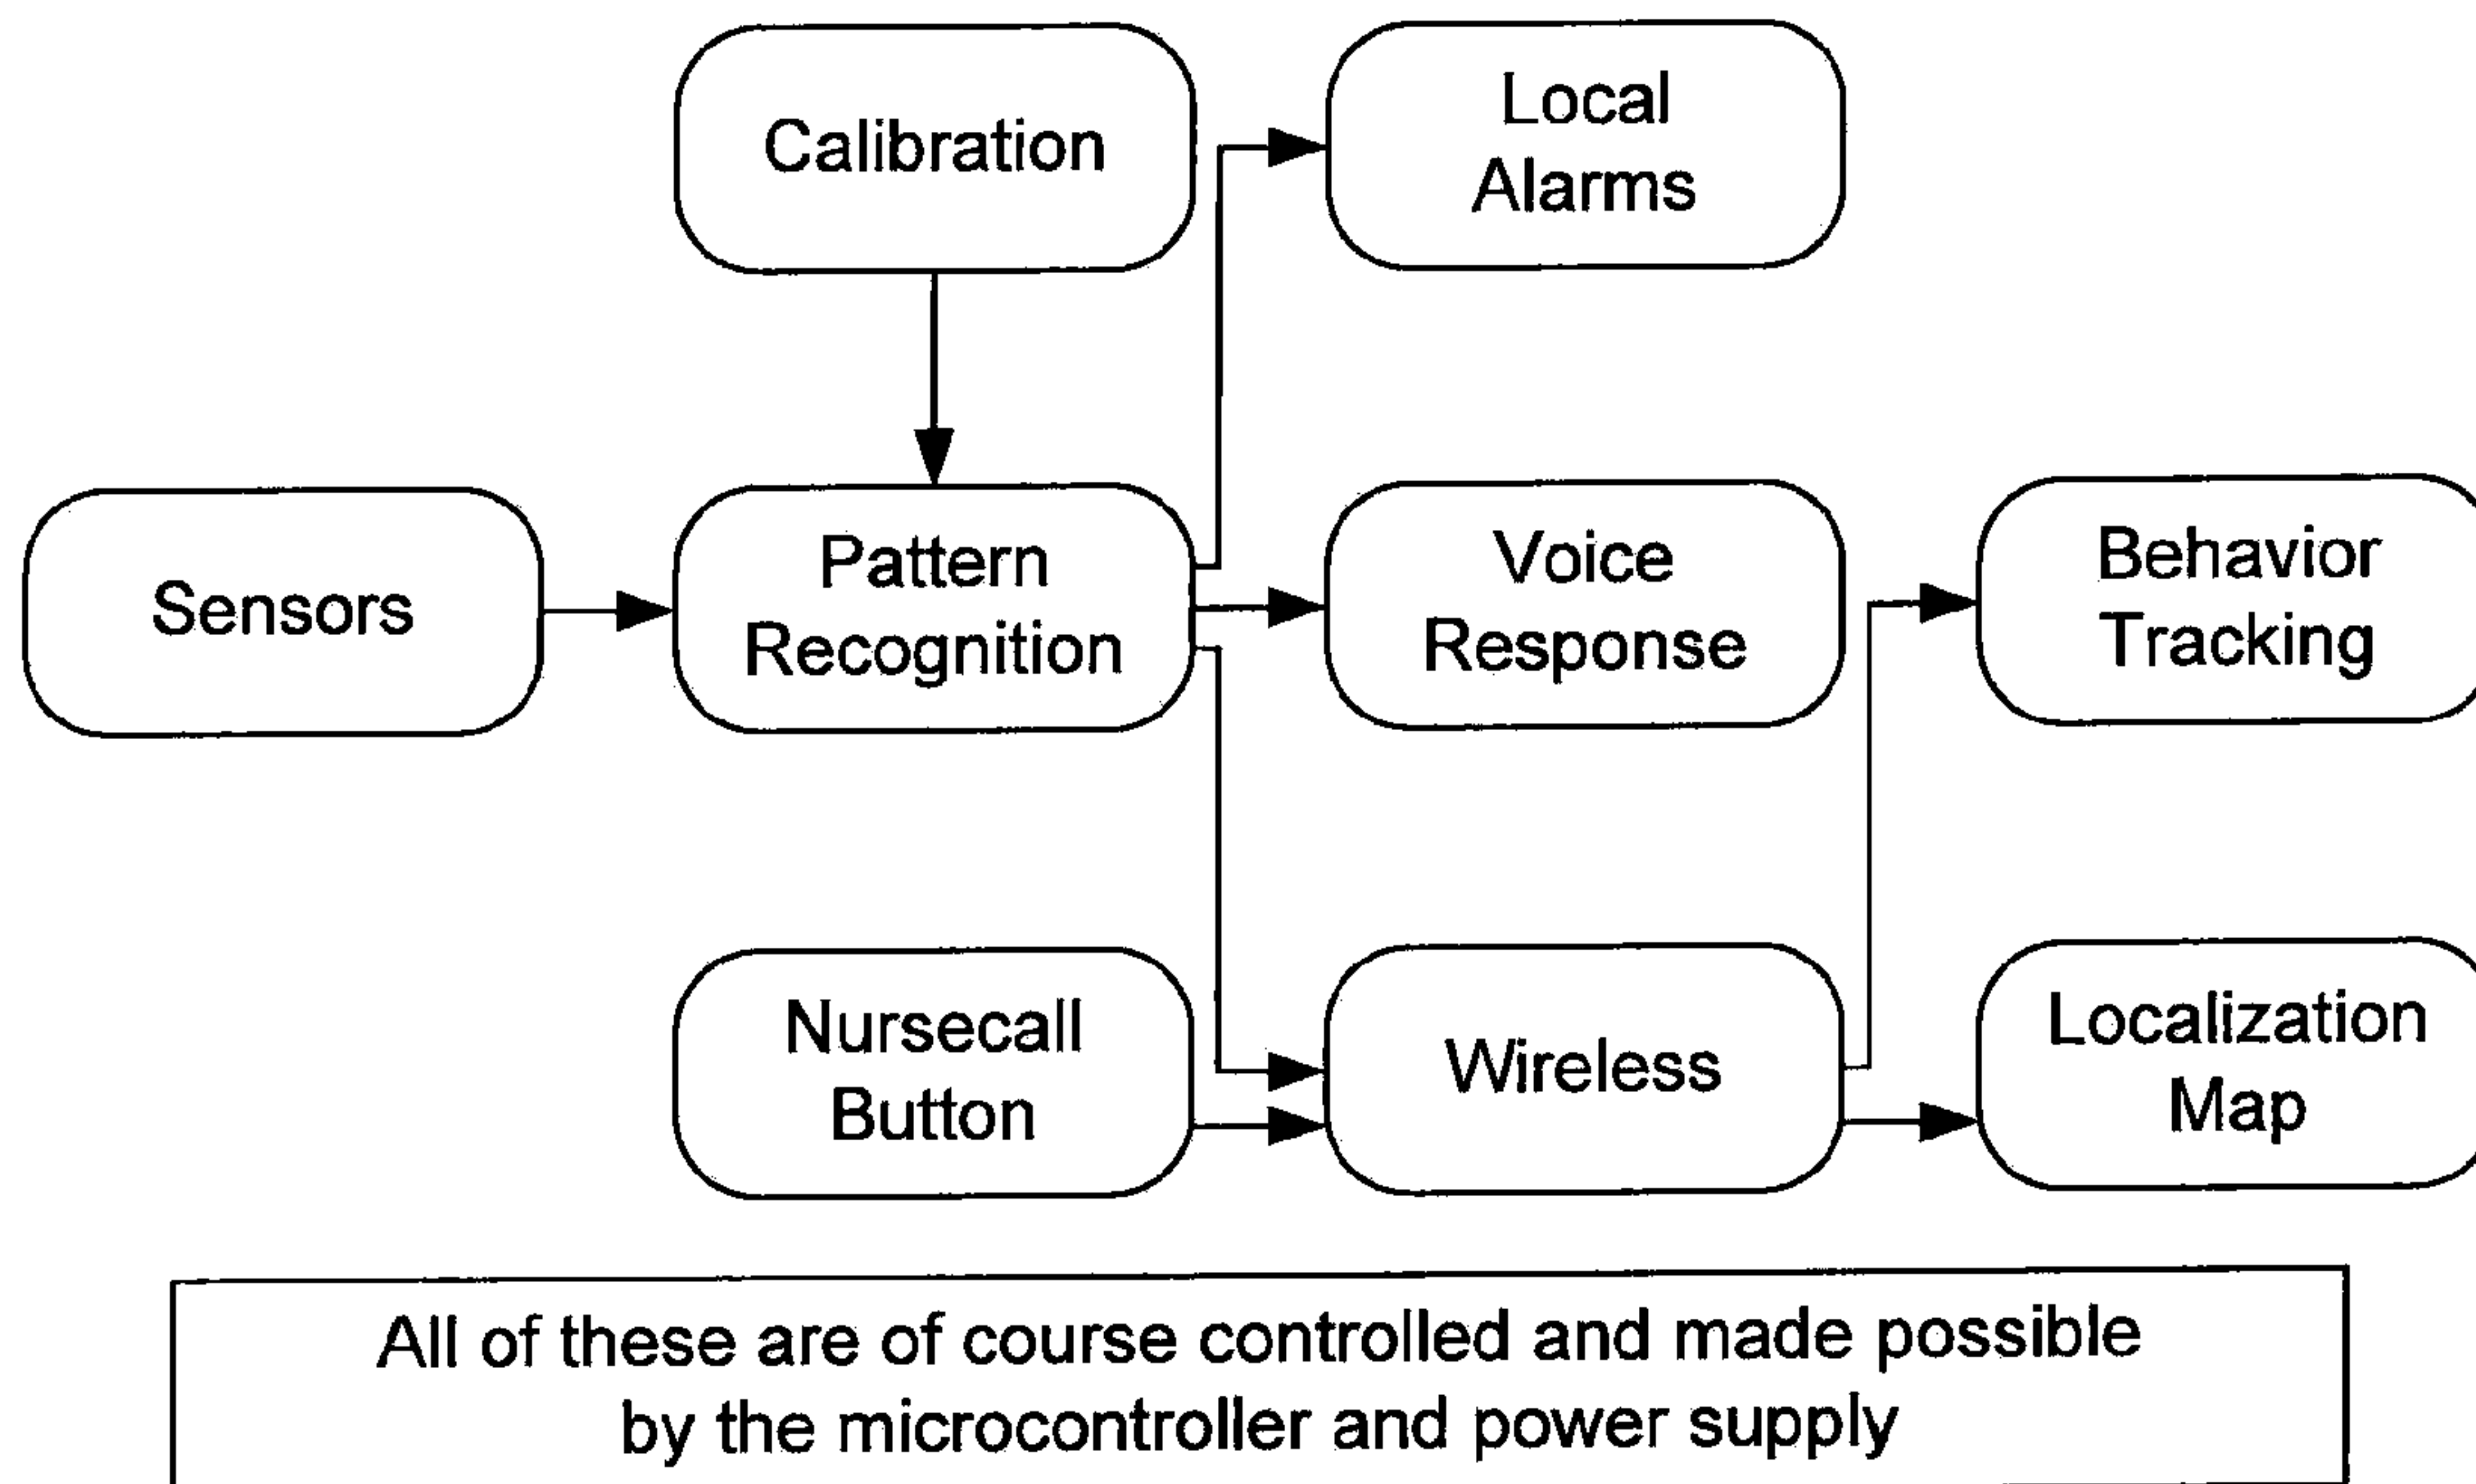 Calibration
Local
Alarms
Sensors
Pattern
Recognition
Voice
Response
Behavior
Tracking
Nursecall
Button
Wireless
Localization
Map
All of these are of course controlled and made possible
by the microcontroller and power supply